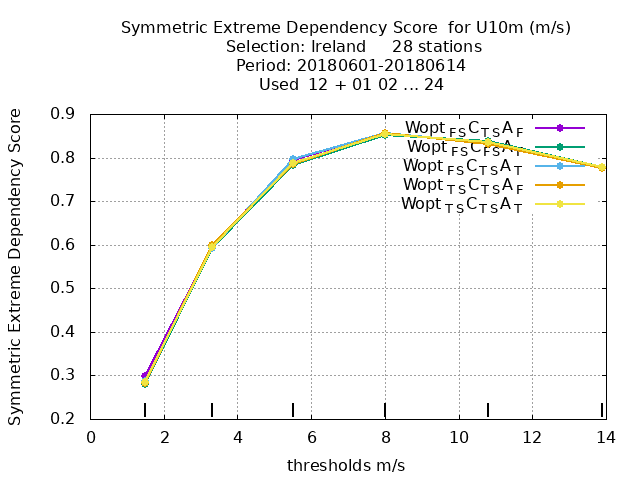 Symmetric Extreme Dependency Score for U10m (m/s)
Selection: Ireland 28 stations
Period: 20180601-20180614
Used 12 + 01 02 ... 24
Symmetric Extreme Dependency Score
0.9
0.8
0.7
0.6
0.5
0.4
0.3
0.2
Wopt FS C TS A F
Wopt FS C FS A
Wopt FS C TS A T
Wopt TS C TS A F
Wopt TS C TS A T
0 2 4 6 8 10 12 14
thresholds m/s